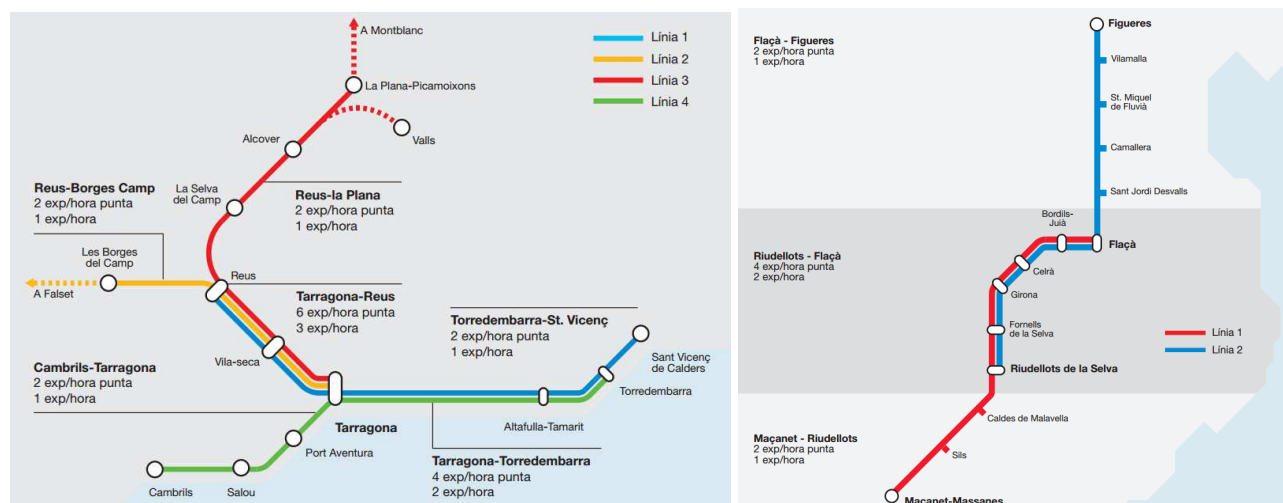 A Montblanc
Línia 1
Línia 2
Línia 3
Línia 4
La Plana-Picamoixons
Alcover
Valls
Reus-Borges Camp
2 exp/hora punta
1 exp/hora
La Selva
del Camp
Reus-la Plana
2 exp/hora punta
1 exp/hora
Les Borges
del Camp
Reus
A Falset
Tarragona-Reus
6 exp/hora punta
3 exp/hora
Torredembarra-St. Vicenç
2 exp/hora punta
1 exp/hora
Vila-seca
Sant Vicenç
de Calders
Cambrils-Tarragona
2 exp/hora punta
1 exp/hora
Torredembarra
Tarragona
Altafulla-Tamarit
Port Aventura
Tarragona-Torredembarra
4 exp/hora punta
2 exp/hora
Cambrils
Salou
Figueres
Flaçà - Figueres
2 exp/hora punta
1 exp/hora
Vilamalla
St. Miquel
de Fluvià
Camallera
Sant Jordi Desvalls
Bordils-
Juià
Flaçà
Riudellots - Flaçà
4 exp/hora punta
2 exp/hora
Celrà
Girona
Fornells
de la Selva
Línia 1
Línia 2
Riudellots de la Selva
Caldes de Malavella
Maçanet - Riudellots
2 exp/hora punta
1 exp/hora
Sils
Maçanet-Massanes